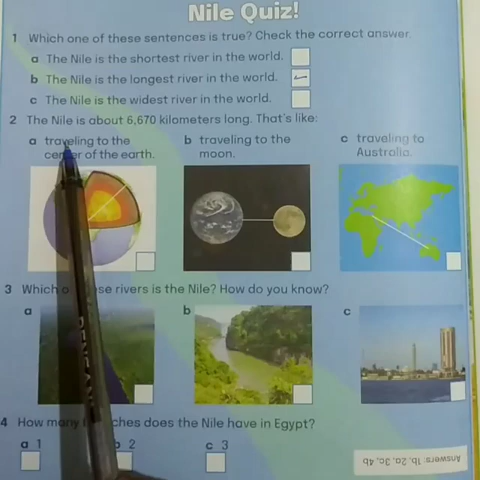 Nile Quiz!
1 Which one of these sentences is true? Check the correct answer.
a The Nile is the shortest river in the world.
b The Nile is the longest river in the world.
c The Nile is the widest river in the world.
2 The Nile is about 6,670 kilometers long. That's like:
a traveling to the
center of the earth.
b traveling to the
moon.
c traveling to
Australia.
3 Which se rivers is the Nile? How do you know?
a
b
c
4 How many ches does the Nile have in Egypt?
a 1
b 2
c 3
Answers: 1b, 2a, 3c, 4b